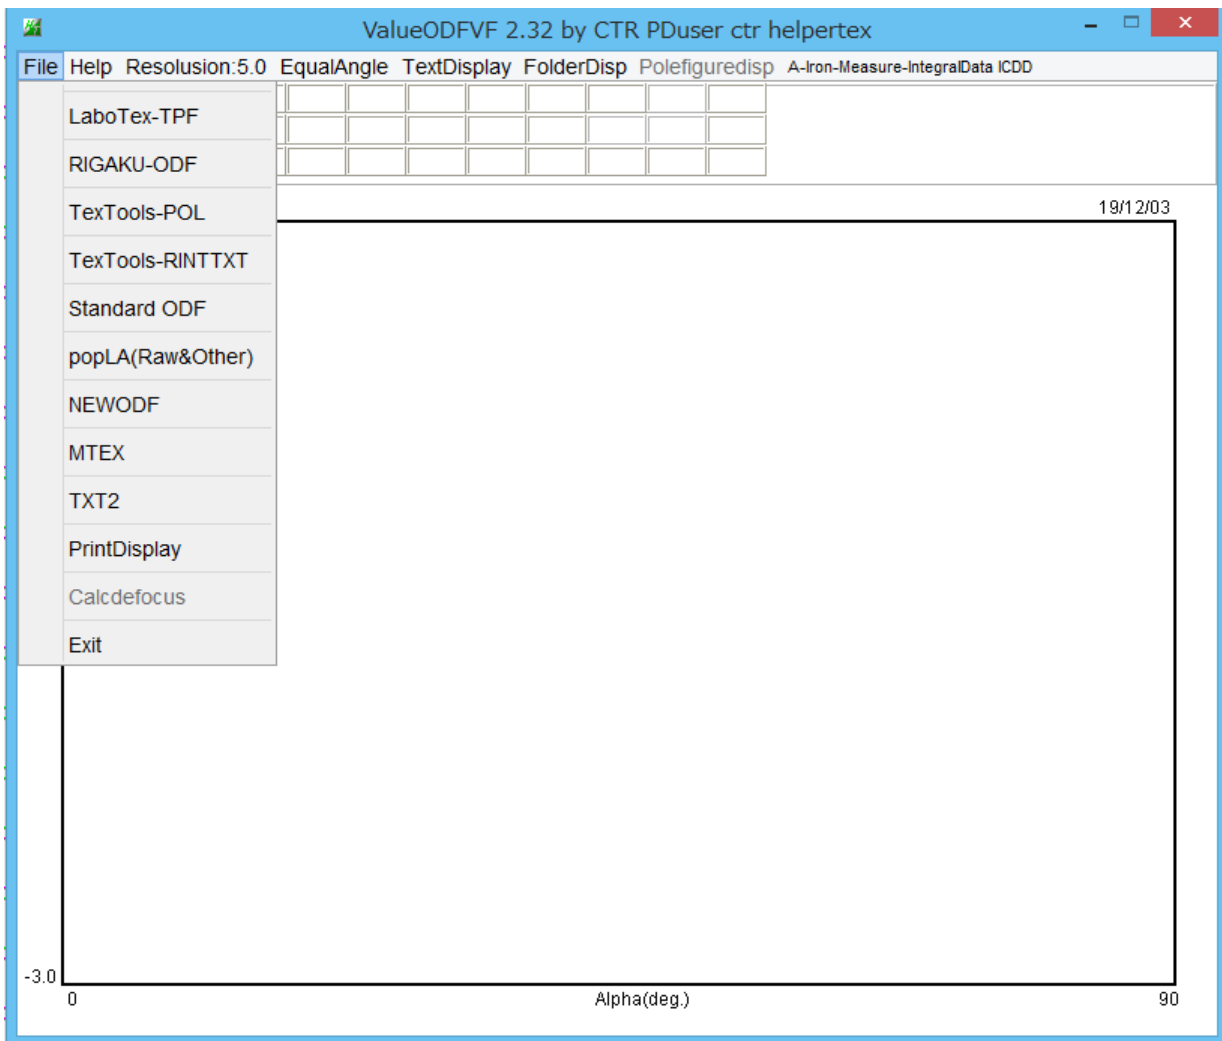 ValueODFVF 2.32 by CTR PDuser ctr helpertex
File Help Resolusion:5.0 EqualAngle TextDisplay FolderDisp Polefiguredisp A-Iron-Measure-IntegralData ICDD
LaboTex-TPF
RIGAKU-ODF
TexTools-POL
19/12/03
TexTools-RINTTXT
Standard ODF
popLA(Raw&Other)
NEWODF
MTEX
TXT2
PrintDisplay
Calcdefocus
Exit
-3.0
0 Alpha(deg.) 90